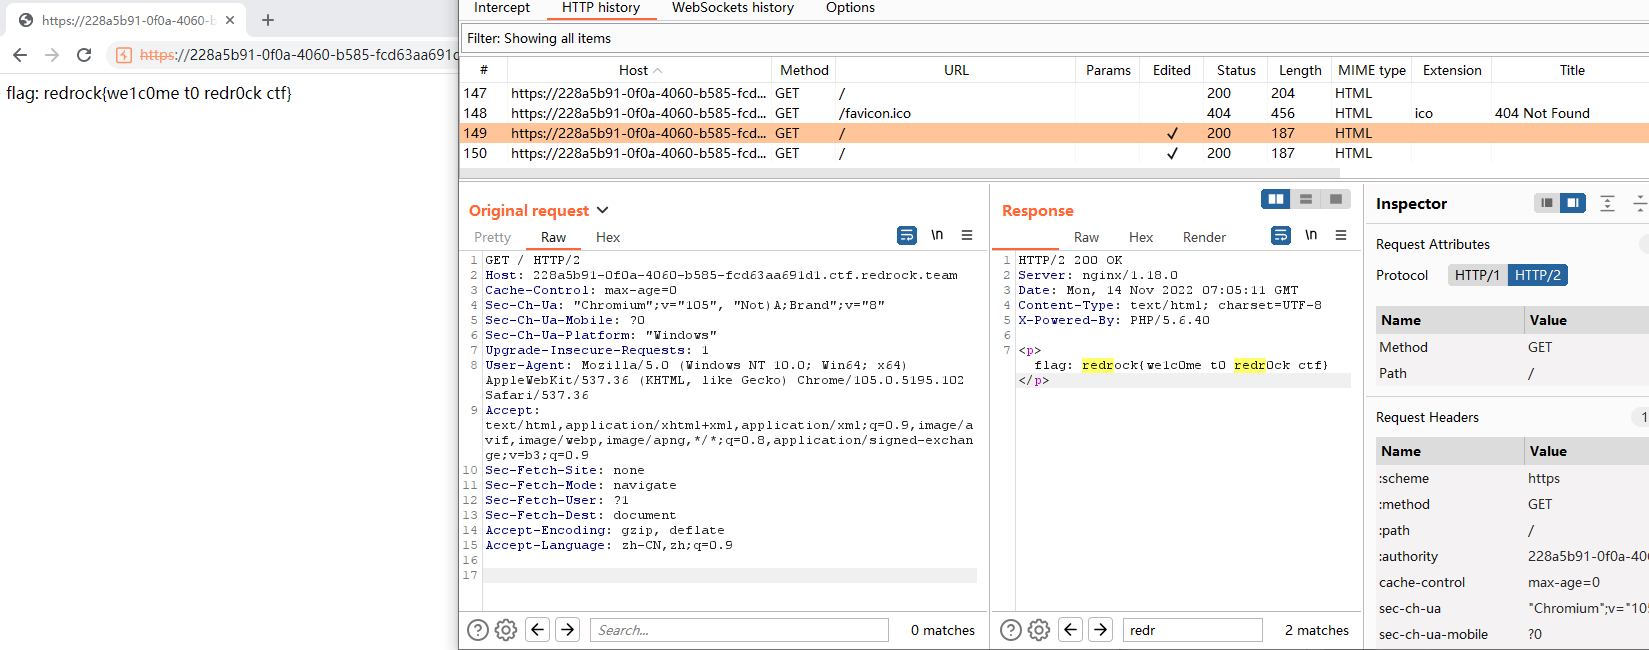 https://228a5b91-0f0a-4060-b
https://228a5b91-0f0a-4060-b585-fcd63aa691d
flag: redrock{we1c0me t0 redr0ck ctf}
Intercept HTTP history WebSockets history Options
Filter: Showing all items
# Host Method URL Params Edited Status Length MIME type Extension Title
147 https://228a5b91-0f0a-4060-b585-fcd... GET / 200 204 HTML
148 https://228a5b91-0f0a-4060-b585-fcd... GET /favicon.ico 404 456 HTML ico 404 Not Found
149 https://228a5b91-0f0a-4060-b585-fcd... GET / ✓ 200 187 HTML
150 https://228a5b91-0f0a-4060-b585-fcd... GET / ✓ 200 187 HTML
Original request
Pretty Raw Hex
\n
1 GET / HTTP/2
2 Host: 228a5b91-0f0a-4060-b585-fcd63aa691d1.ctf.redrock.team
3 Cache-Control: max-age=0
4 Sec-Ch-Ua: "Chromium";v="105", "Not)A;Brand";v="8"
5 Sec-Ch-Ua-Mobile: ?0
6 Sec-Ch-Ua-Platform: "Windows"
7 Upgrade-Insecure-Requests: 1
8 User-Agent: Mozilla/5.0 (Windows NT 10.0; Win64; x64)
AppleWebKit/537.36 (KHTML, like Gecko) Chrome/105.0.5195.102
Safari/537.36
9 Accept:
text/html,application/xhtml+xml,application/xml;q=0.9,image/a
vif,image/webp,image/apng,*/*;q=0.8,application/signed-exchan
ge;v=b3;q=0.9
10 Sec-Fetch-Site: none
11 Sec-Fetch-Mode: navigate
12 Sec-Fetch-User: ?1
13 Sec-Fetch-Dest: document
14 Accept-Encoding: gzip, deflate
15 Accept-Language: zh-CN,zh;q=0.9
16
17
Search... 0 matches
Response
Raw Hex Render
\n
1 HTTP/2 200 OK
2 Server: nginx/1.18.0
3 Date: Mon, 14 Nov 2022 07:05:11 GMT
4 Content-Type: text/html; charset=UTF-8
5 X-Powered-By: PHP/5.6.40
6
7 <p>
flag: redrock{we1c0me t0 redr0ck ctf}
</p>
redr 2 matches
Inspector
Request Attributes
Protocol HTTP/1 HTTP/2
Name Value
Method GET
Path /
Request Headers 1
Name Value
:scheme https
:method GET
:path /
:authority 228a5b91-0f0a-406
cache-control max-age=0
sec-ch-ua "Chromium";v="105
sec-ch-ua-mobile ?0